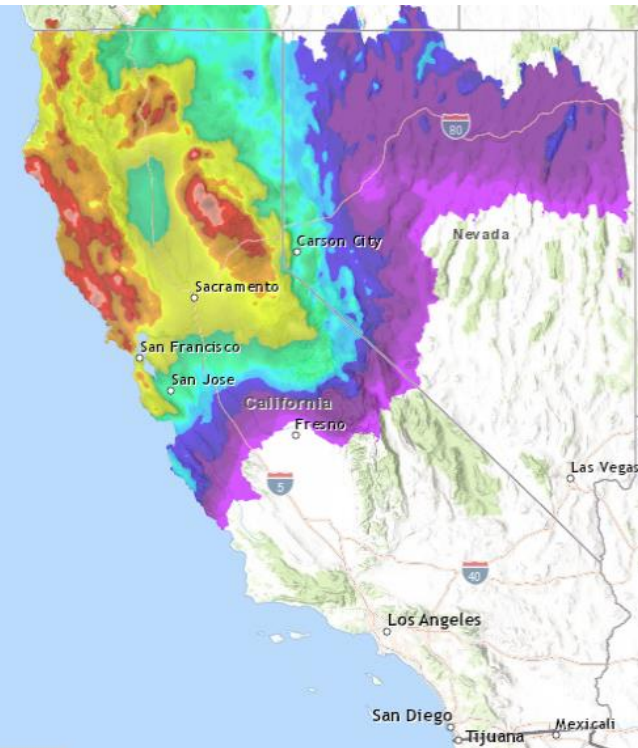 80
Nevada
Carson City
Sacramento
San Francisco
San Jose
California
Fresno
5
Las Vegas
40
Los Angeles
San Diego
Tijuana
Mexicali